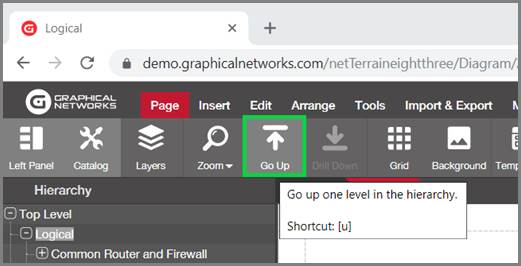 Logical
demo.graphicalnetworks.com/netTerraineightthree/Diagram/
GRAPHICAL
NETWORKS
Page Insert Edit Arrange Tools Import & Export
Left Panel Catalog Layers Zoom Go Up Drill Down Grid Background
Hierarchy
Go up one level in the hierarchy.
Shortcut: [u]
Top Level
Logical
Common Router and Firewall